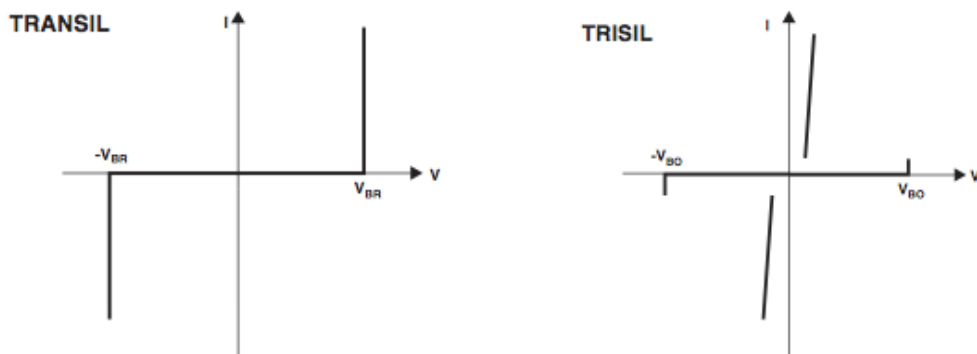 TRANSIL
I
-VBR
V
VBR
TRISIL
I
-VBO
V
VBO